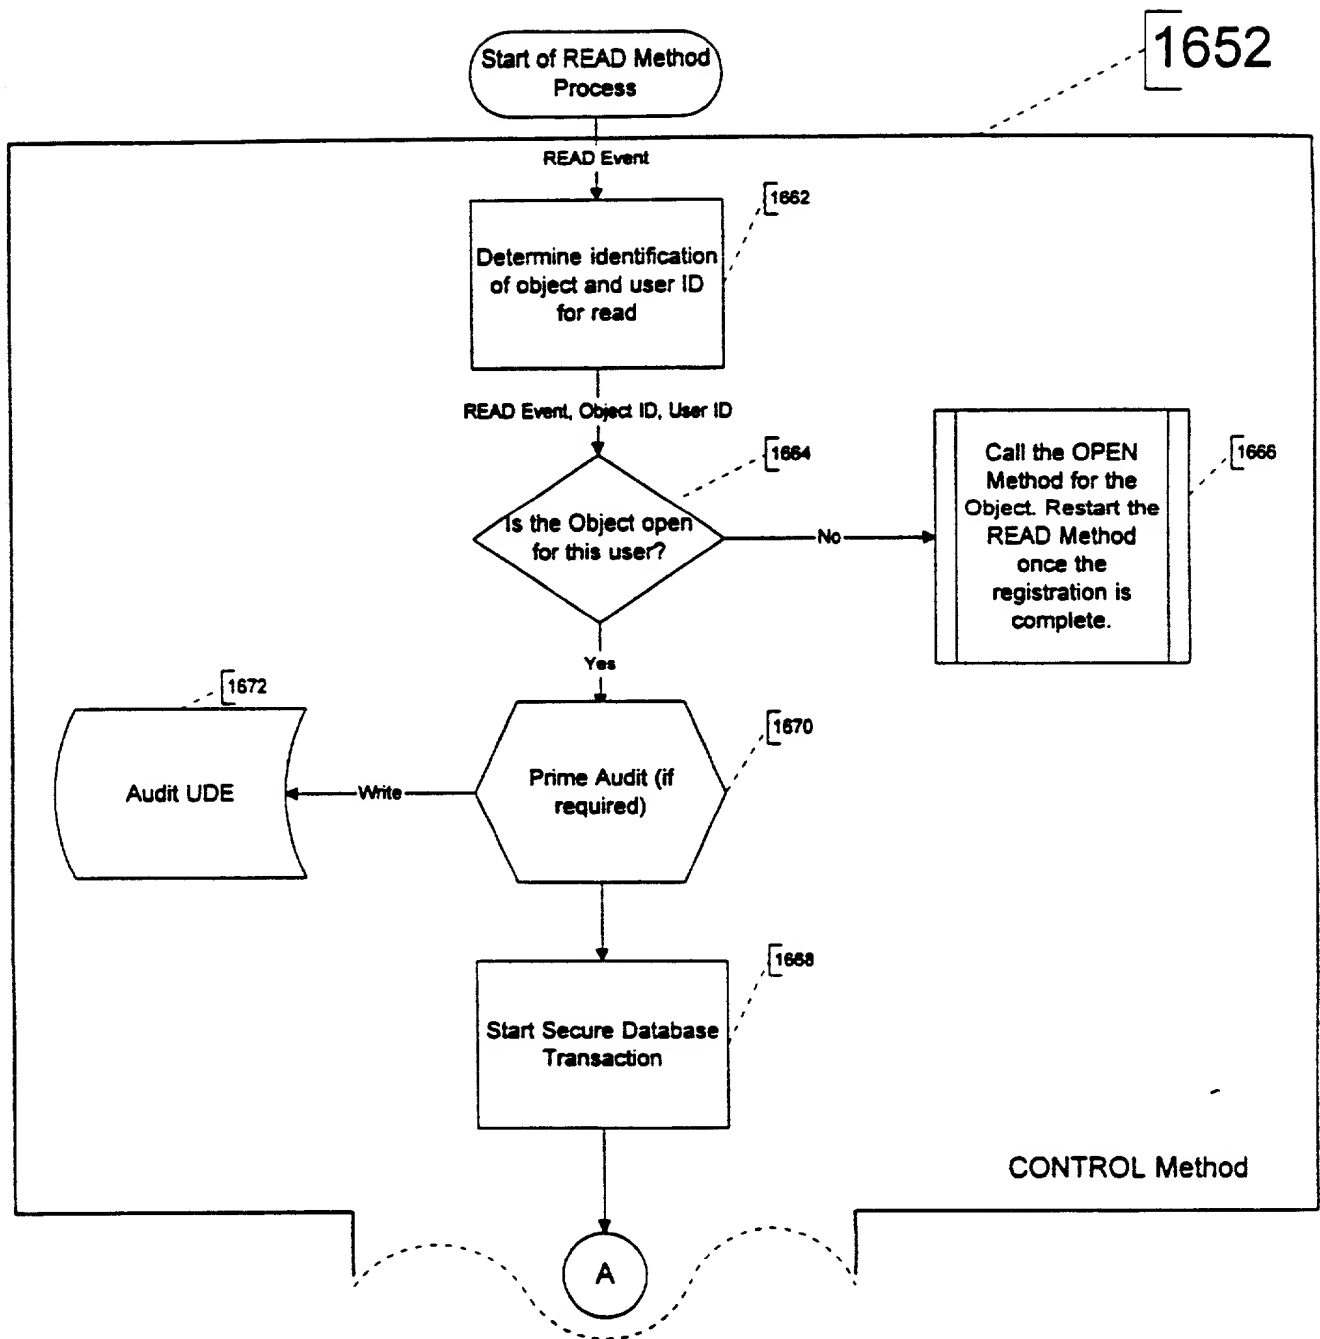 1652
Start of READ Method
Process
READ Event
1662
Determine identification
of object and user ID
for read
READ Event, Object ID, User ID
1664
Is the Object open
for this user?
No
Call the OPEN
Method for the
Object. Restart the
READ Method
once the
registration is
complete.
1666
Yes
1672
Audit UDE
Write
Prime Audit (if
required)
1670
1668
Start Secure Database
Transaction
CONTROL Method
A